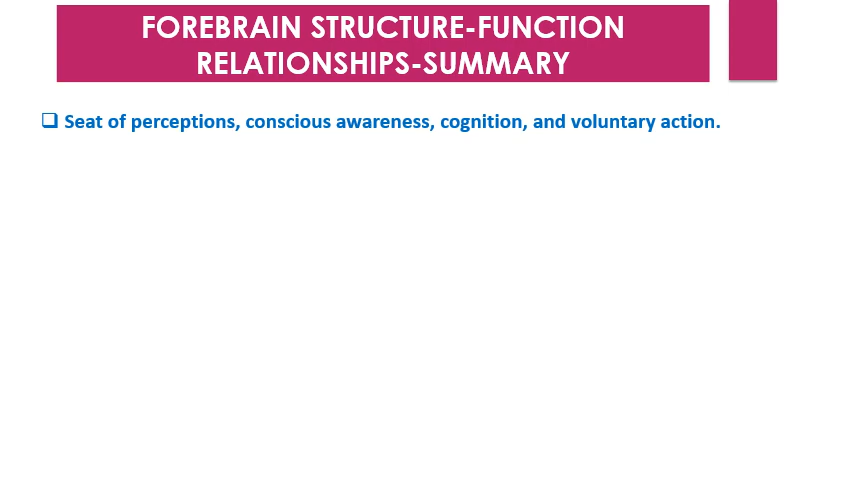 FOREBRAIN STRUCTURE-FUNCTION
RELATIONSHIPS-SUMMARY
❑ Seat of perceptions, conscious awareness, cognition, and voluntary action.